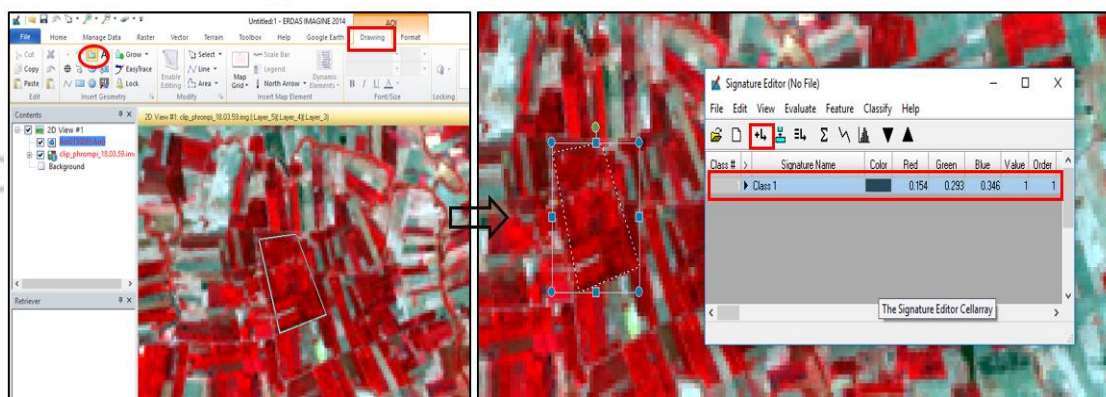 Untitled:1 - ERDAS IMAGINE 2014
AOI
File Home Manage Data Raster Vector Terrain Toolbox Help Google Earth Drawing Format
Cut
Copy
Paste
Edit
A
Grow
EasyTrace
Lock
Insert Geometry
Enable Editing
Select
Line
Area
Modify
Map Grid
Scale Bar
Legend
North Arrow
Dynamic Elements
Insert Map Element
B I U A
Font/Size
Locking
Contents
2D View #1
Background
Retriever
2D View #1: clip_phrompi_18.03.59.img (:Layer_5)(:Layer_4)(:Layer_3)
clip_phrompi_18.03.59.im
Signature Editor (No File)
File Edit View Evaluate Feature Classify Help
Class # > Signature Name Color Red Green Blue Value Order
1 Class 1 0.154 0.293 0.346 1 1
The Signature Editor Cellarray